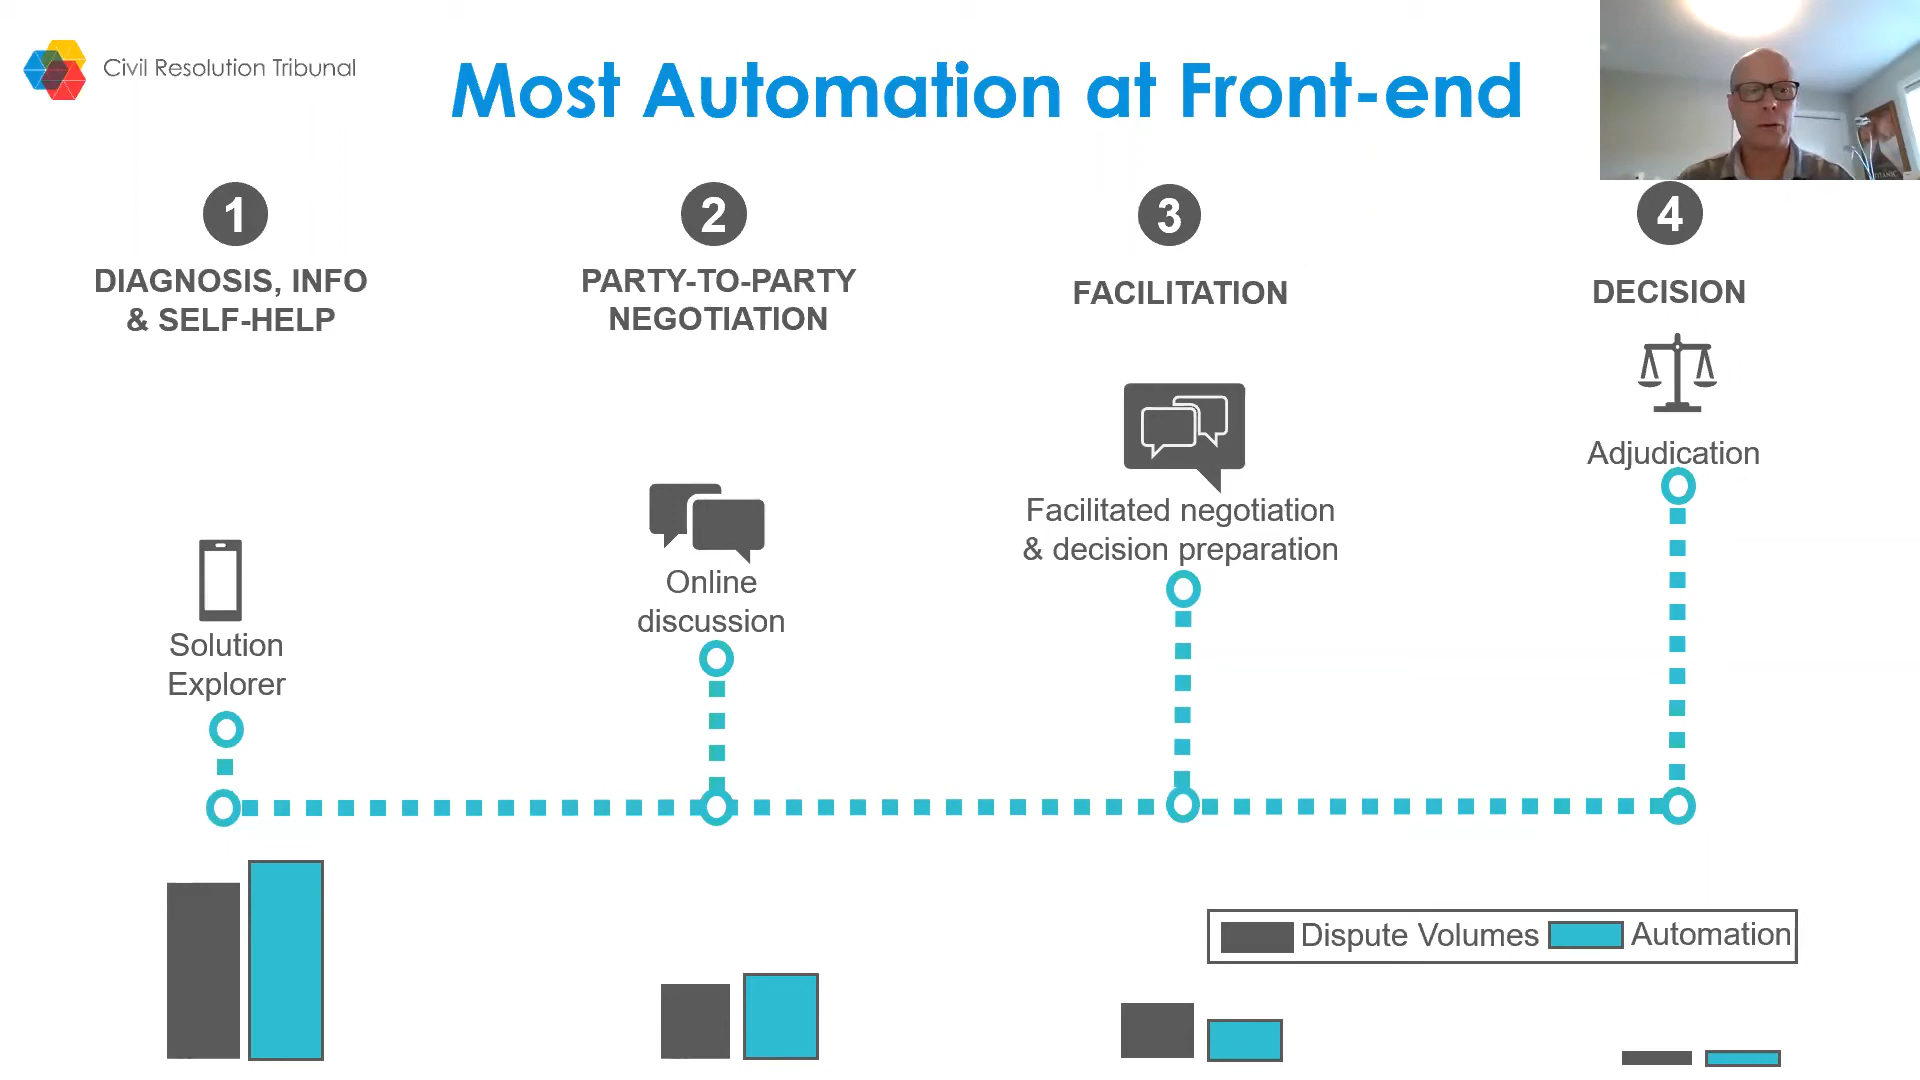 Civil Resolution Tribunal
Most Automation at Front-end
1
DIAGNOSIS, INFO
& SELF-HELP
Solution
Explorer
2
PARTY-TO-PARTY
NEGOTIATION
Online
discussion
3
FACILITATION
Facilitated negotiation
& decision preparation
4
DECISION
Adjudication
Dispute Volumes
Automation